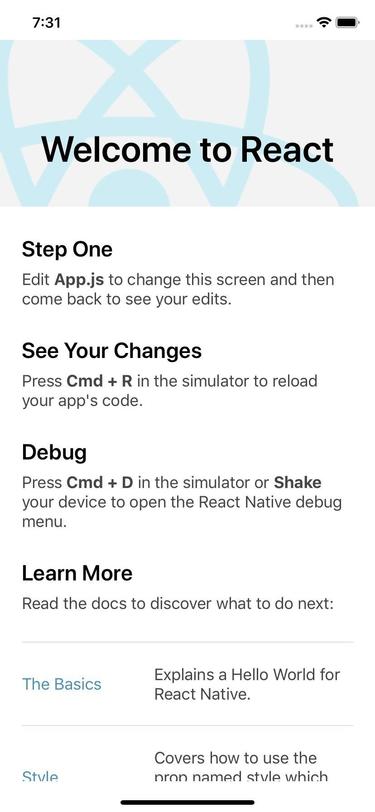 7:31
Welcome to React
Step One
Edit App.js to change this screen and then
come back to see your edits.
See Your Changes
Press Cmd + R in the simulator to reload
your app's code.
Debug
Press Cmd + D in the simulator or Shake
your device to open the React Native debug
menu.
Learn More
Read the docs to discover what to do next:
The Basics
Explains a Hello World for
React Native.
Style
Covers how to use the
prop named style which